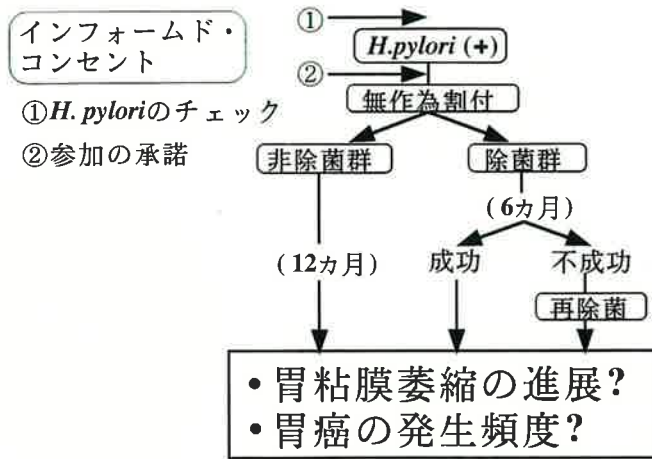 インフォームド・
コンセント
①H. pyloriのチェック
②参加の承諾
①
H.pylori (+)
②
無作為割付
非除菌群
除菌群
(6カ月)
(12カ月)
成功
不成功
再除菌
・胃粘膜萎縮の進展?
・胃癌の発生頻度?